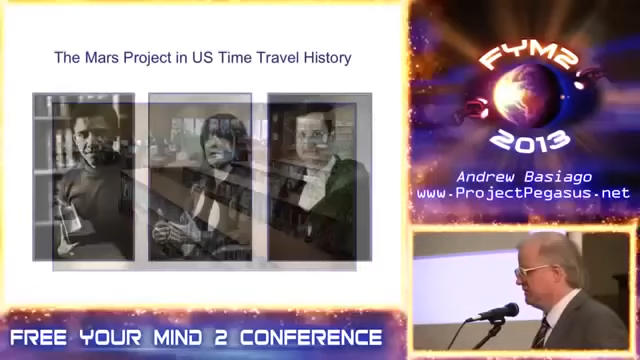 The Mars Project in US Time Travel History
FYM2
2013
Andrew Basiago
www.ProjectPegasus.net
FREE YOUR MIND 2 CONFERENCE